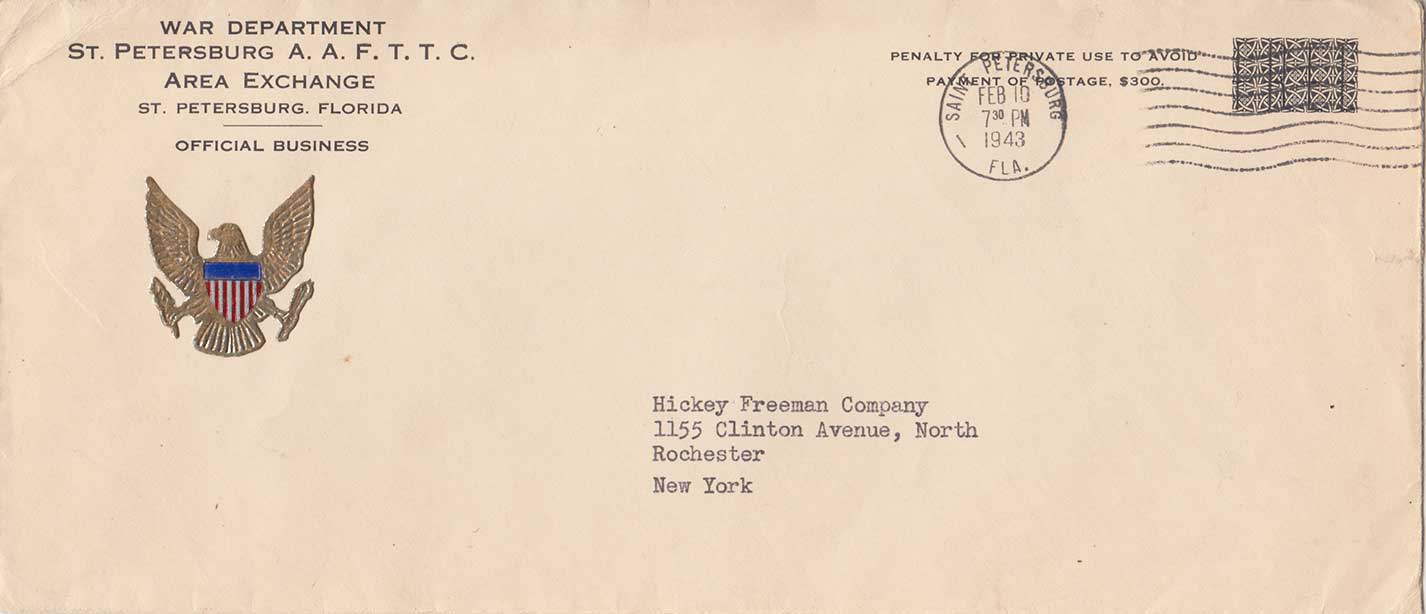 WAR DEPARTMENT
ST. PETERSBURG A. A. F. T. T. C.
AREA EXCHANGE
ST. PETERSBURG, FLORIDA
OFFICIAL BUSINESS
PENALTY FOR PRIVATE USE TO AVOID
PAYMENT OF POSTAGE, $300.
SAINT PETERSBURG
FEB 10
7 30 PM
1943
FLA.
1
Hickey Freeman Company
1155 Clinton Avenue, North
Rochester
New York